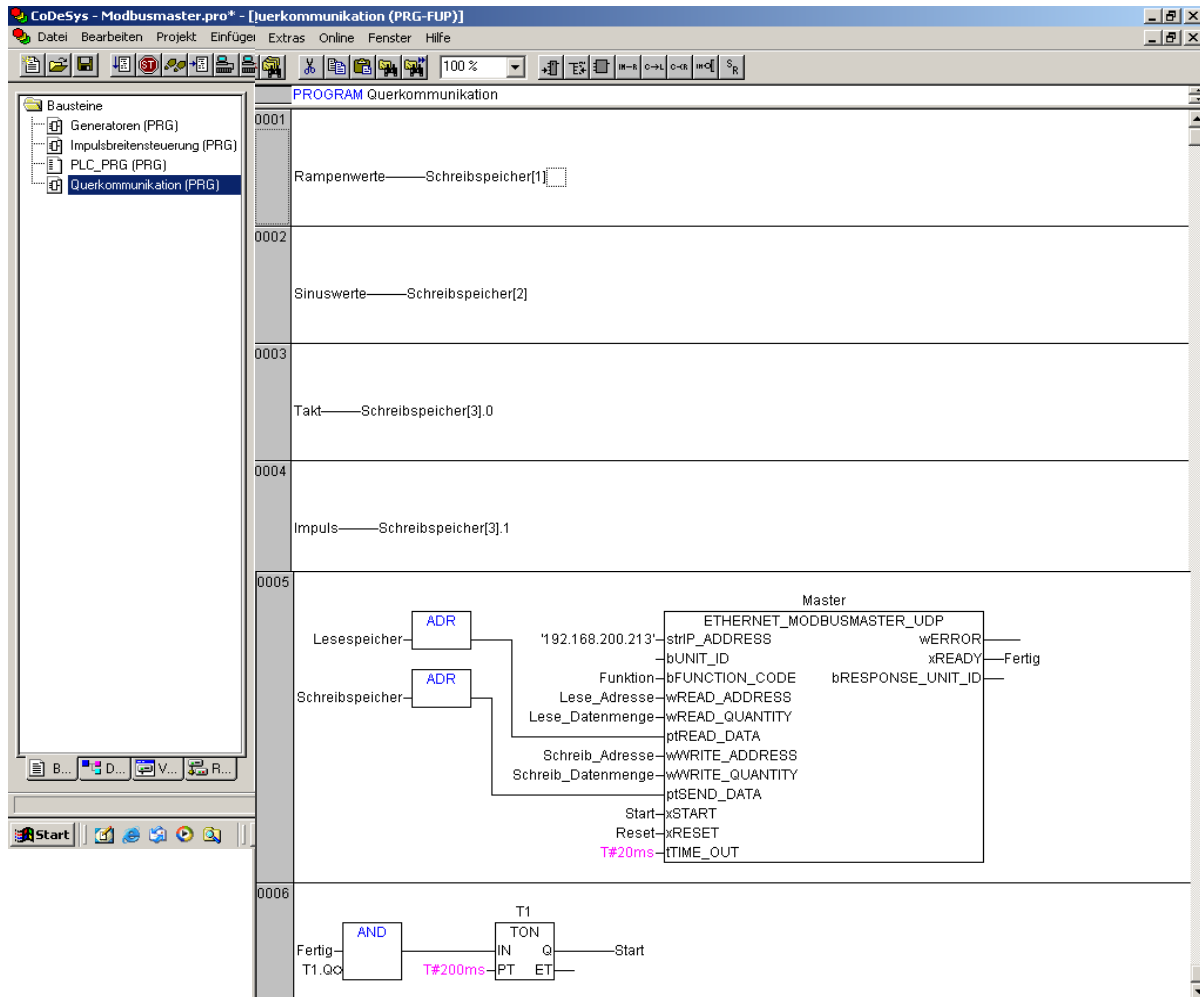 CoDeSys - Modbusmaster.pro* - [Querkommunikation (PRG-FUP)]
Datei Bearbeiten Projekt Einfügen Extras Online Fenster Hilfe
100 %
Bausteine
Generatoren (PRG)
Impulsbreitensteuerung (PRG)
PLC_PRG (PRG)
Querkommunikation (PRG)
B... D... V... R...
Start
PROGRAM Querkommunikation
0001
Rampenwerte Schreibspeicher[1]
0002
Sinuswerte Schreibspeicher[2]
0003
Takt Schreibspeicher[3].0
0004
Impuls Schreibspeicher[3].1
0005
Master
ADR ETHERNET_MODBUSMASTER_UDP
Lesespeicher '192.168.200.213' strIP_ADDRESS wERROR
bUNIT_ID xREADY Fertig
ADR Funktion bFUNCTION_CODE bRESPONSE_UNIT_ID
Schreibspeicher Lese_Adresse wREAD_ADDRESS
Lese_Datenmenge wREAD_QUANTITY
ptREAD_DATA
Schreib_Adresse wWRITE_ADDRESS
Schreib_Datenmenge wWRITE_QUANTITY
ptSEND_DATA
Start xSTART
Reset xRESET
T#20ms tTIME_OUT
0006
T1
AND TON
Fertig IN Q Start
T1.Q T#200ms PT ET